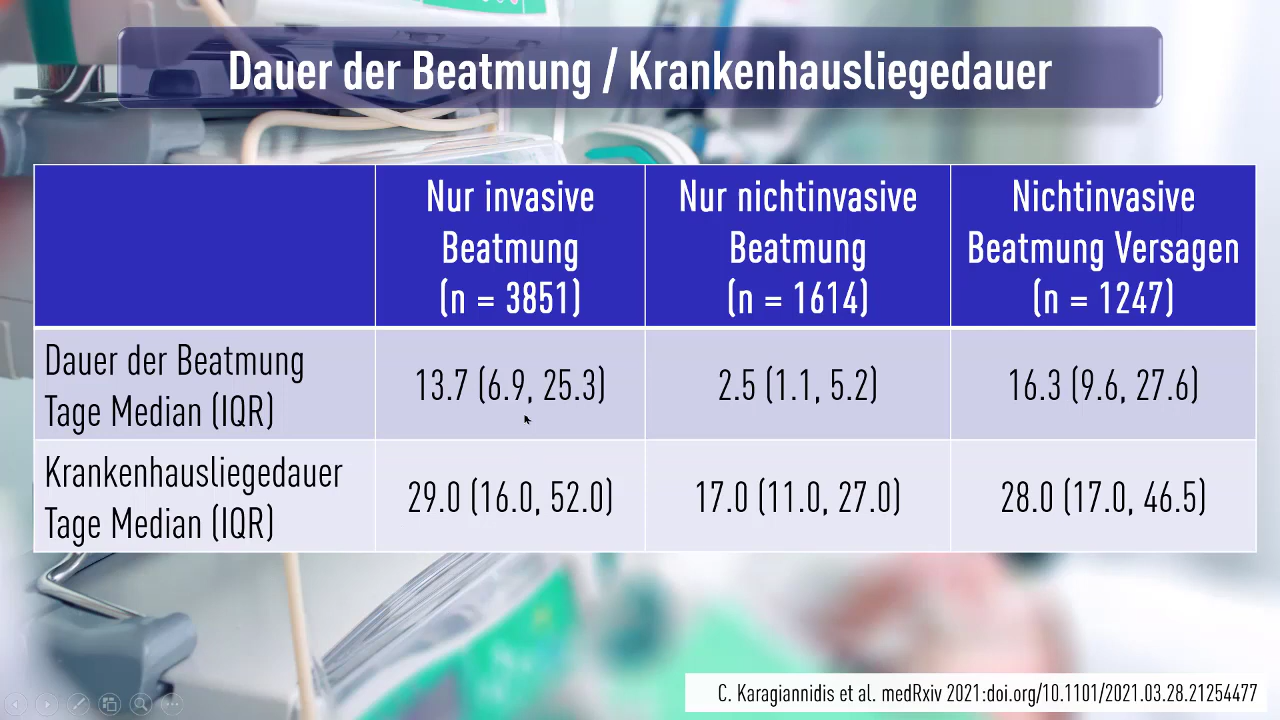 Dauer der Beatmung / Krankenhausliegedauer
Nur invasive
Beatmung
(n = 3851)
Nur nichtinvasive
Beatmung
(n = 1614)
Nichtinvasive
Beatmung Versagen
(n = 1247)
Dauer der Beatmung
Tage Median (IQR)
13.7 (6.9, 25.3)
2.5 (1.1, 5.2)
16.3 (9.6, 27.6)
Krankenhausliegedauer
Tage Median (IQR)
29.0 (16.0, 52.0)
17.0 (11.0, 27.0)
28.0 (17.0, 46.5)
C. Karagiannidis et al. medRxiv 2021:doi.org/10.1101/2021.03.28.21254477